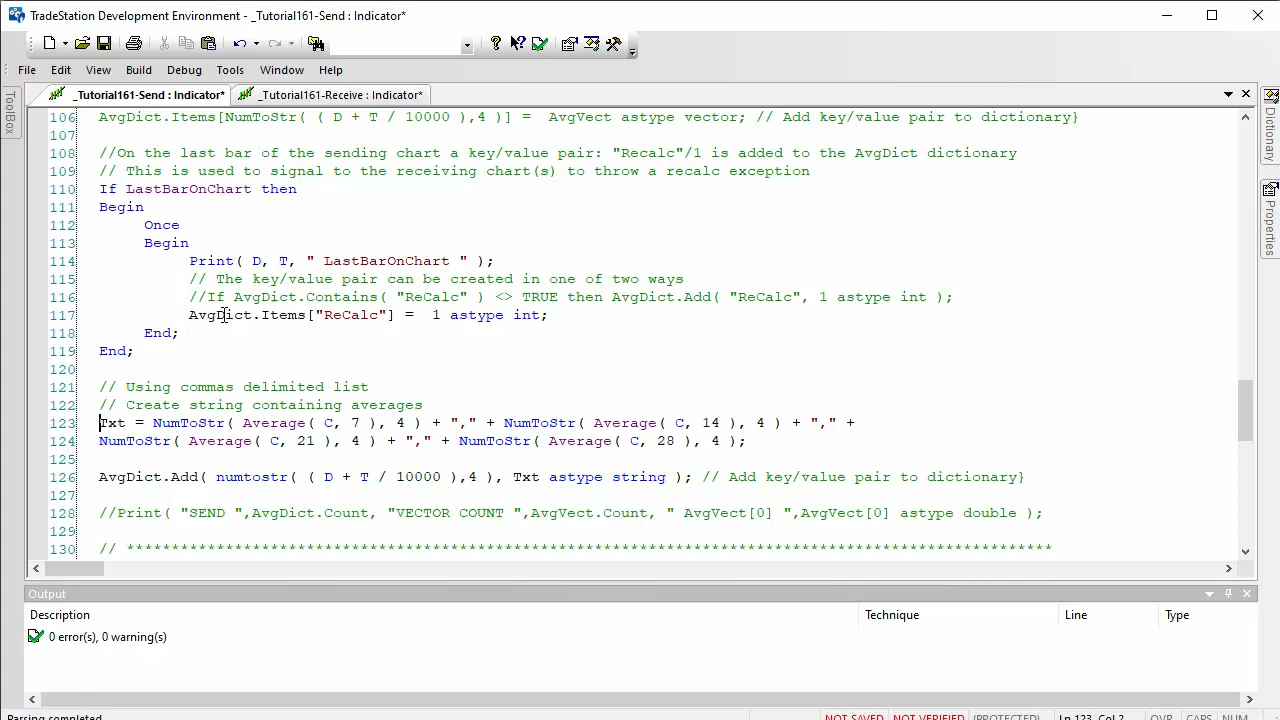 TradeStation Development Environment - _Tutorial161-Send : Indicator*
File Edit View Build Debug Tools Window Help
ToolBox
_Tutorial161-Send : Indicator* _Tutorial161-Receive : Indicator*
Dictionary
Properties
106 AvgDict.Items[NumToStr( ( D + T / 10000 ),4 )] =  AvgVect astype vector; // Add key/value pair to dictionary}
107
108 //On the last bar of the sending chart a key/value pair: "Recalc"/1 is added to the AvgDict dictionary
109 // This is used to signal to the receiving chart(s) to throw a recalc exception
110 If LastBarOnChart then
111 Begin
112 Once
113 Begin
114 Print( D, T, " LastBarOnChart " );
115 // The key/value pair can be created in one of two ways
116 //If AvgDict.Contains( "ReCalc" ) <> TRUE then AvgDict.Add( "ReCalc", 1 astype int );
117 AvgDict.Items["ReCalc"] =  1 astype int;
118 End;
119 End;
120
121 // Using commas delimited list
122 // Create string containing averages
123 Txt = NumToStr( Average( C, 7 ), 4 ) + "," + NumToStr( Average( C, 14 ), 4 ) + "," +
124 NumToStr( Average( C, 21 ), 4 ) + "," + NumToStr( Average( C, 28 ), 4 );
125
126 AvgDict.Add( numtostr( ( D + T / 10000 ),4 ), Txt astype string ); // Add key/value pair to dictionary}
127
128 //Print( "SEND ",AvgDict.Count, "VECTOR COUNT ",AvgVect.Count, " AvgVect[0] ",AvgVect[0] astype double );
129
130 // ****************************************************************************************************
Output
Description Technique Line Type
0 error(s), 0 warning(s)
Parsing completed NOT SAVED NOT VERIFIED (PROTECTED) Ln 123, Col 2 OVR CAPS NUM